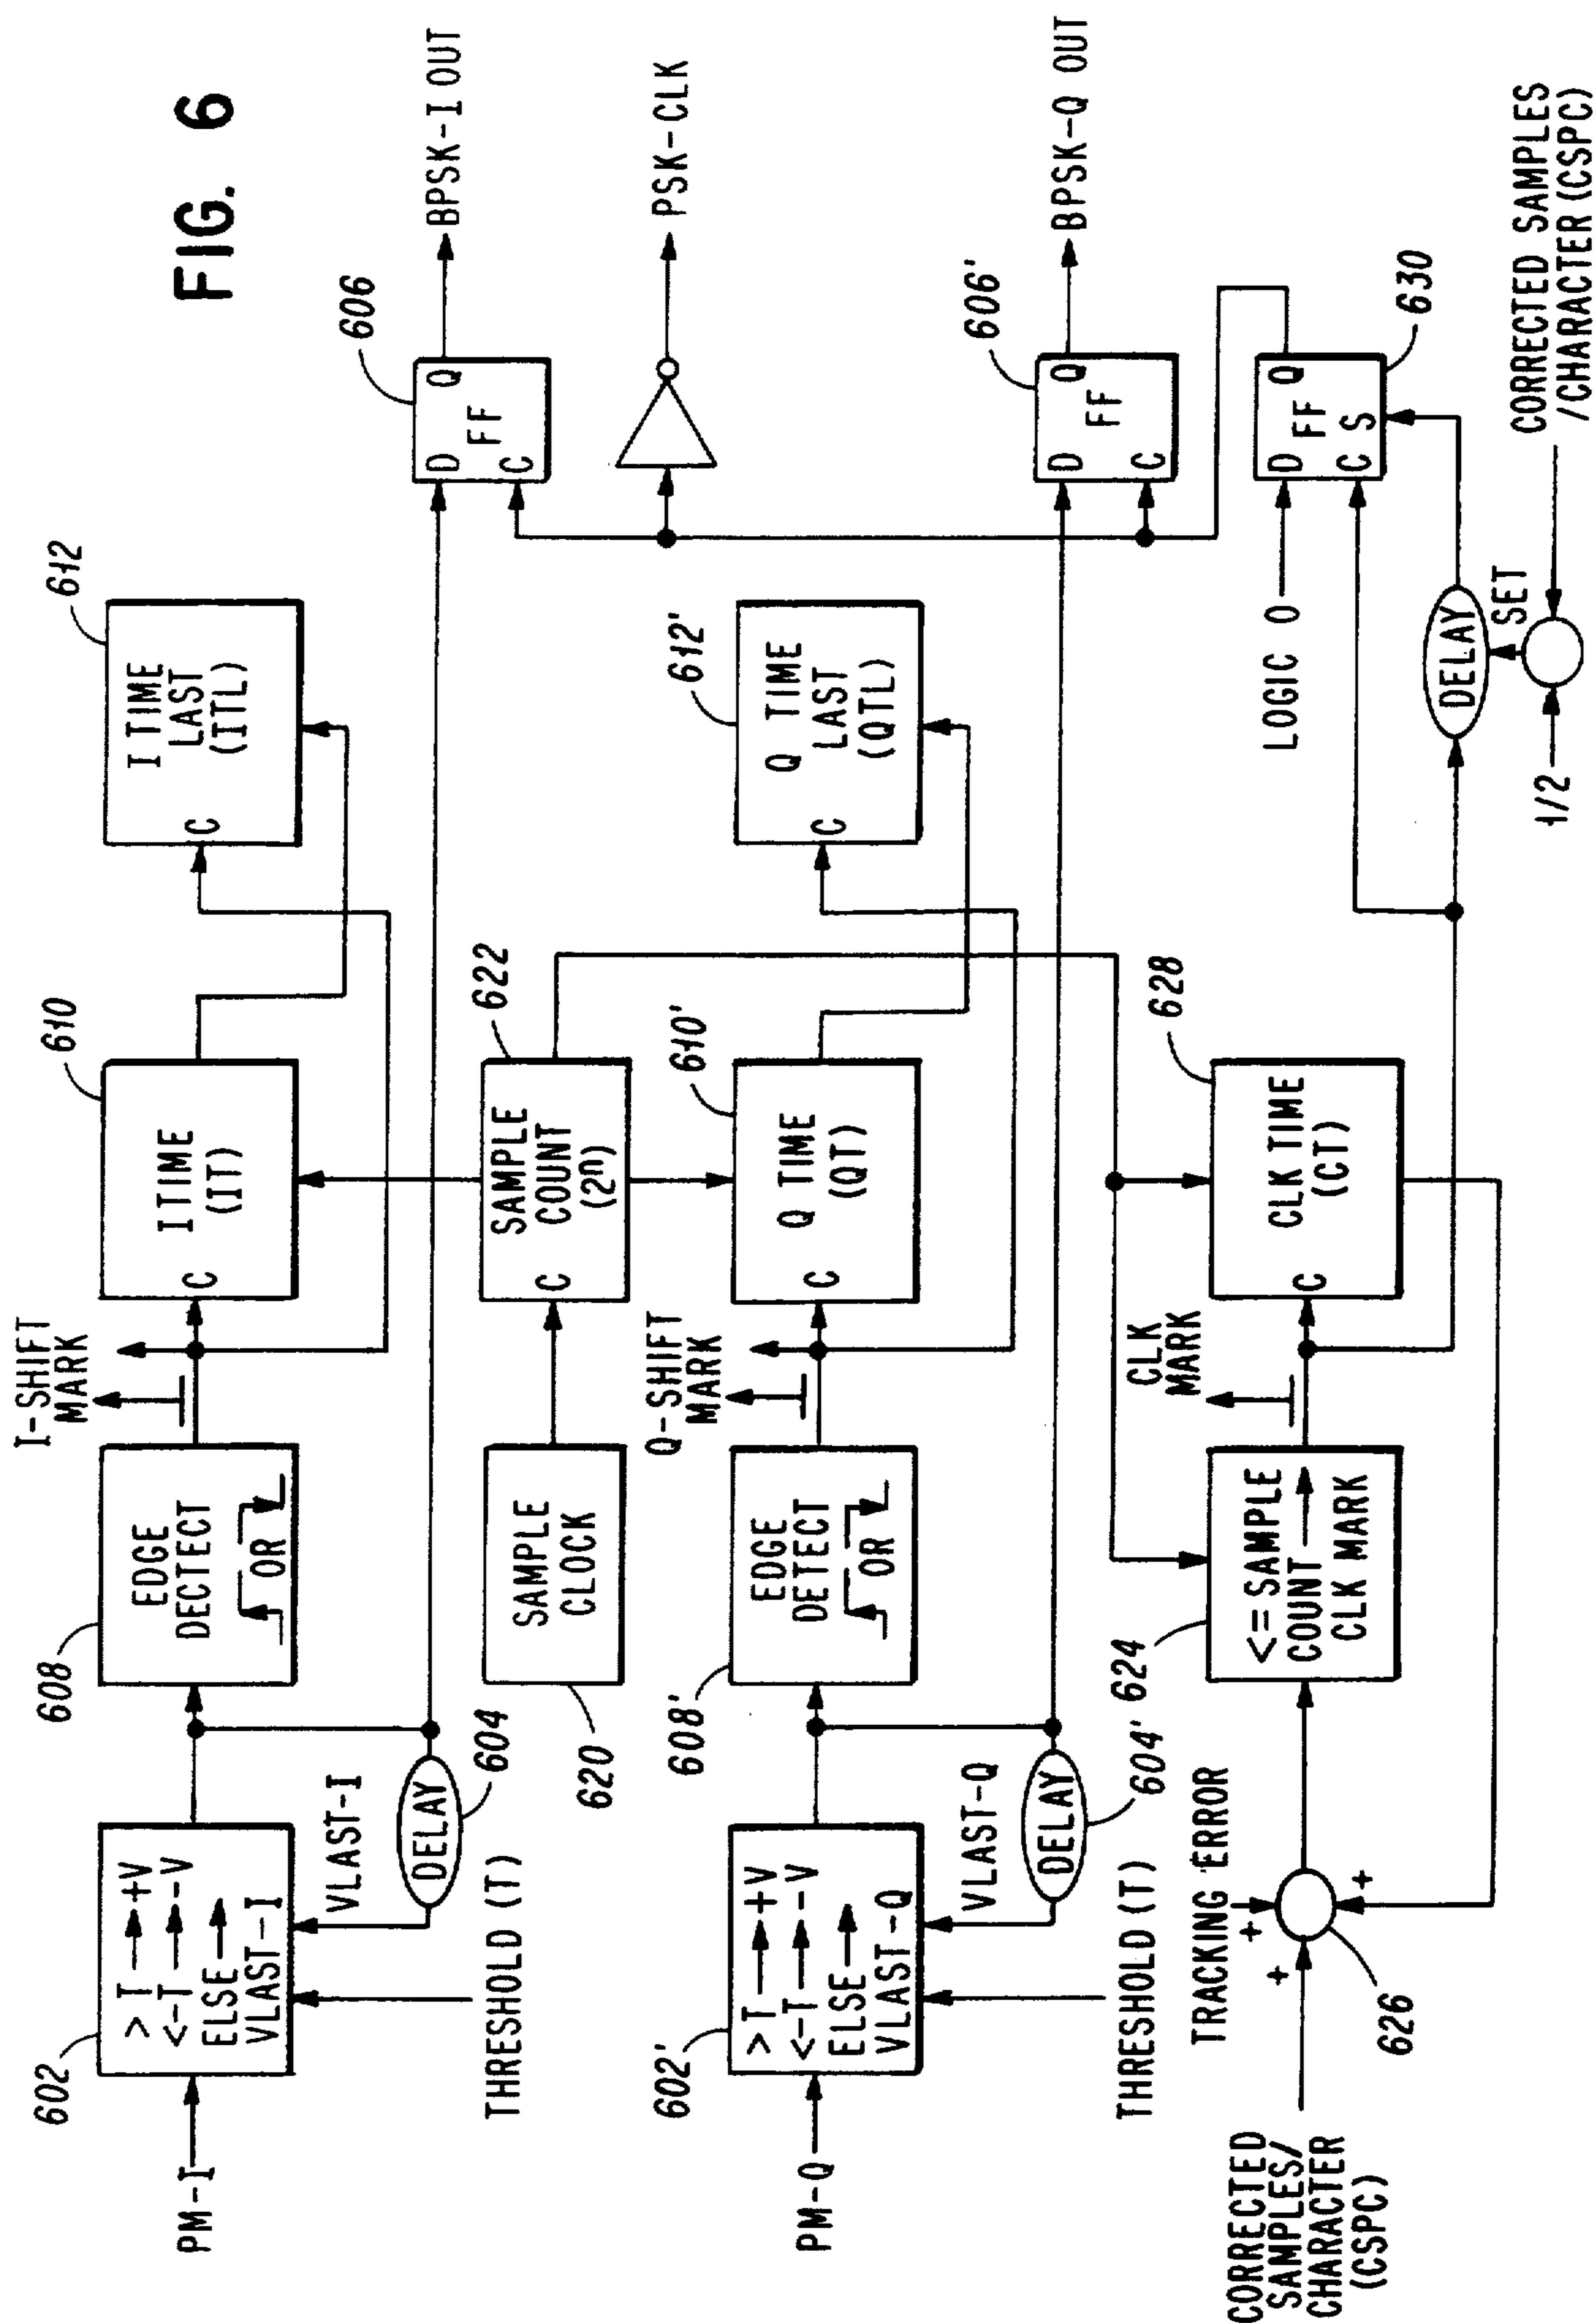 FIG. 6
I-SHIFT
MARK
602
PM-I
> T → +V
<-T → -V
ELSE →
VLAST-I
VLAST-I
DELAY
604
THRESHOLD (T)
608
EDGE
DECTECT
OR
610
I TIME
(IT)
C
612
I TIME
LAST
(ITL)
C
606
D Q
FF
C
BPSK-I OUT
PSK-CLK
620
SAMPLE
CLOCK
622
SAMPLE
COUNT
(2n)
C
Q-SHIFT
MARK
602'
PM-Q
> T → +V
<-T → -V
ELSE →
VLAST-Q
VLAST-Q
DELAY
604'
THRESHOLD (T)
608'
EDGE
DETECT
OR
610'
Q TIME
(QT)
C
612'
Q TIME
LAST
(QTL)
C
606'
D Q
FF
C
BPSK-Q OUT
TRACKING ERROR
+
+
+
626
CORRECTED
SAMPLES/
CHARACTER
(CSPC)
624
<=SAMPLE
COUNT →
CLK MARK
CLK
MARK
628
CLK TIME
(CT)
C
LOGIC 0
D Q
FF
C S
630
DELAY
SET
1/2
CORRECTED SAMPLES
/CHARACTER (CSPC)